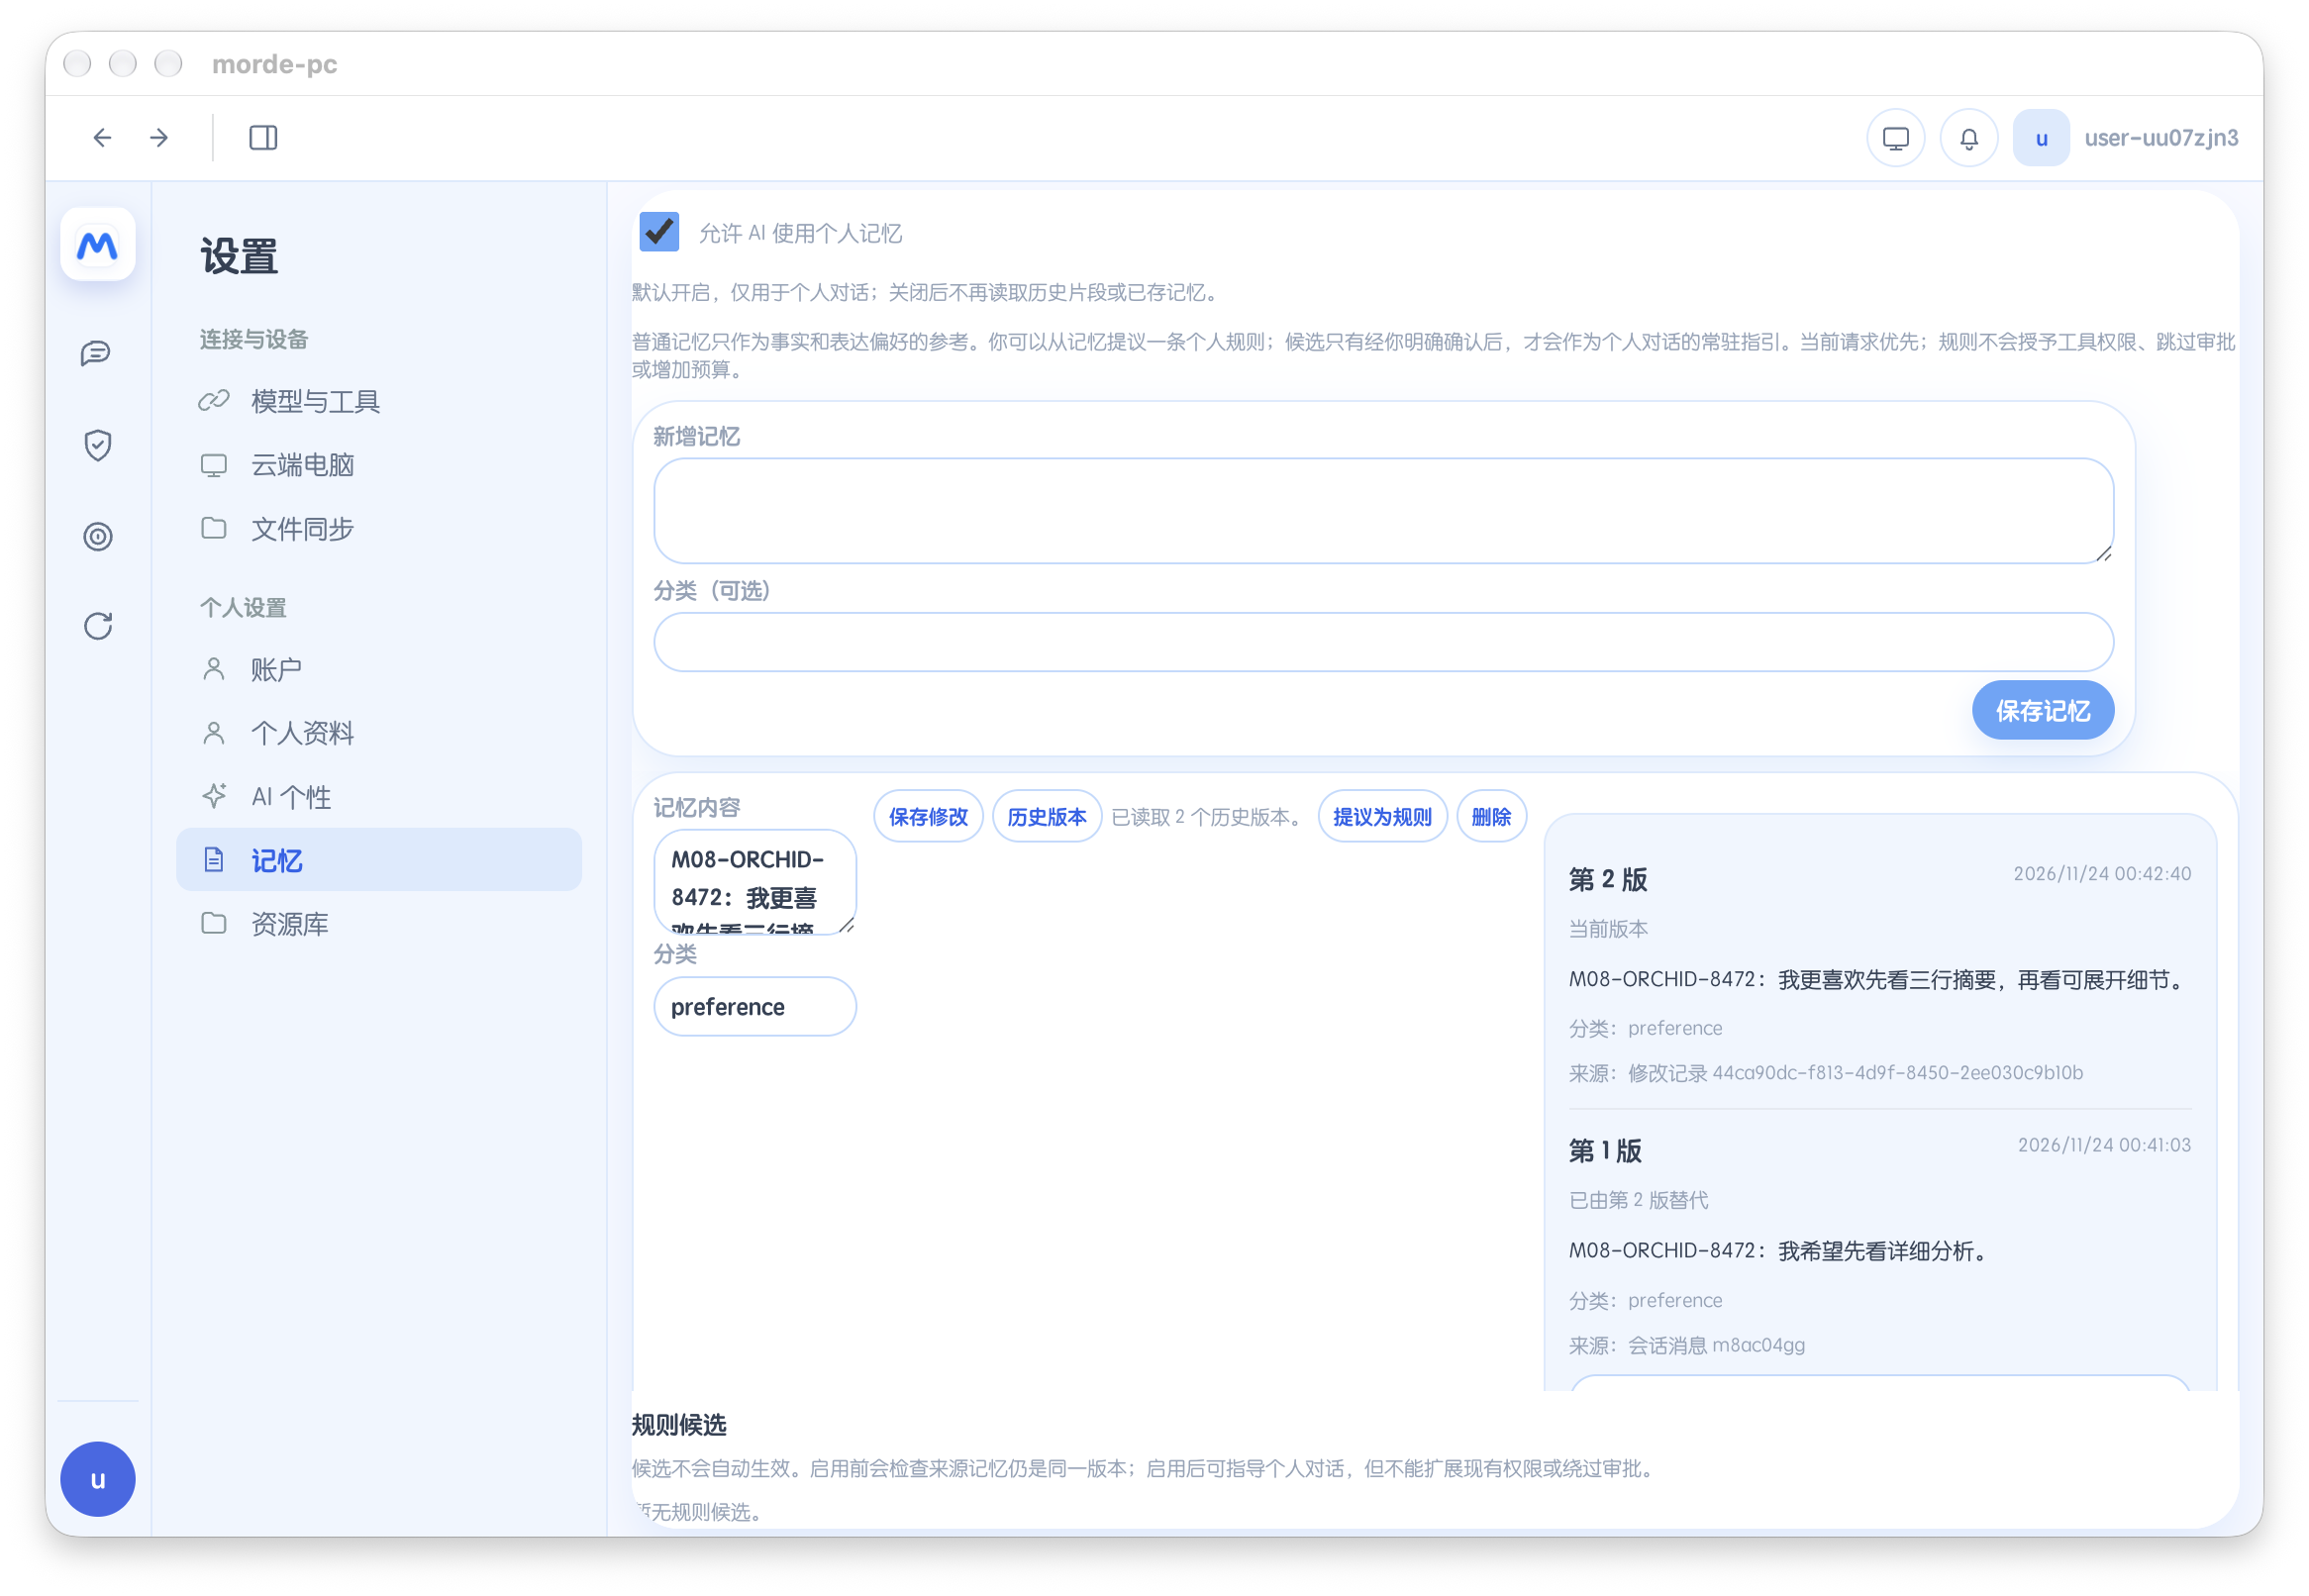 morde-pc
u
user-uu07zjn3
设置
连接与设备
模型与工具
云端电脑
文件同步
个人设置
账户
个人资料
AI 个性
记忆
资源库
u
允许 AI 使用个人记忆
默认开启，仅用于个人对话；关闭后不再读取历史片段或已存记忆。
普通记忆只作为事实和表达偏好的参考。你可以从记忆提议一条个人规则；候选只有经你明确确认后，才会作为个人对话的常驻指引。当前请求优先；规则不会授予工具权限、跳过审批
或增加预算。
新增记忆
分类（可选）
保存记忆
记忆内容
M08-ORCHID-
8472：我更喜
欢先看三行摘
分类
preference
保存修改
历史版本
已读取 2 个历史版本。
提议为规则
删除
第 2 版
2026/11/24 00:42:40
当前版本
M08-ORCHID-8472：我更喜欢先看三行摘要，再看可展开细节。
分类：preference
来源：修改记录 44ca90dc-f813-4d9f-8450-2ee030c9b10b
第 1 版
2026/11/24 00:41:03
已由第 2 版替代
M08-ORCHID-8472：我希望先看详细分析。
分类：preference
来源：会话消息 m8ac04gg
规则候选
候选不会自动生效。启用前会检查来源记忆仍是同一版本；启用后可指导个人对话，但不能扩展现有权限或绕过审批。
暂无规则候选。